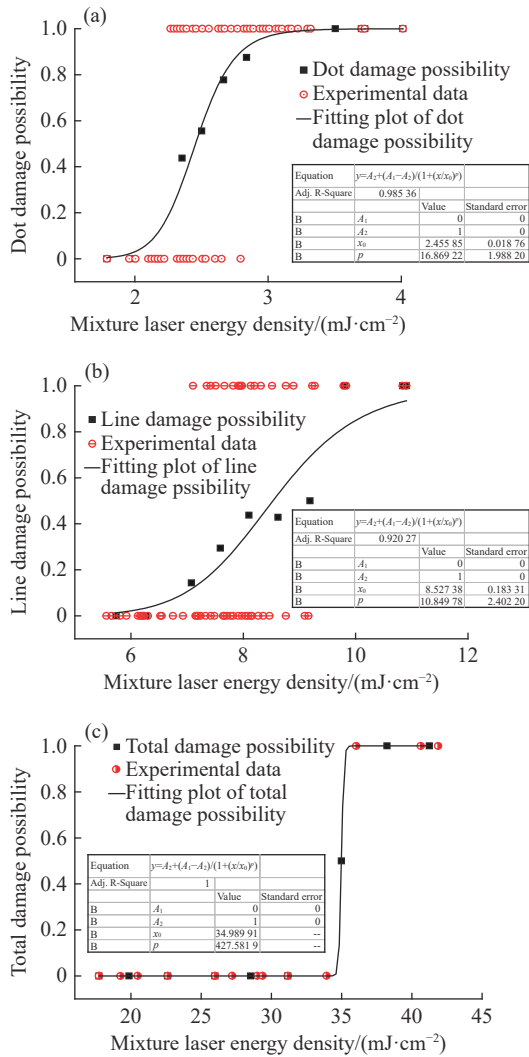 (a)
1.0
0.8
0.6
0.4
0.2
0
Dot damage possibility
Dot damage possibility
Experimental data
Fitting plot of dot
damage possibility
Equation y=A₂+(A₁−A₂)/(1+(x/x₀)ᵖ)
Adj. R-Square 0.985 36
Value Standard error
B A₁ 0 0
B A₂ 1 0
B x₀ 2.455 85 0.018 76
B p 16.869 22 1.988 20
2 3 4
Mixture laser energy density/(mJ·cm⁻²)
(b)
1.0
0.8
0.6
0.4
0.2
0
Line damage possibility
Line damage possibility
Experimental data
Fitting plot of line
damage pssibility
Equation y=A₂+(A₁−A₂)/(1+(x/x₀)ᵖ)
Adj. R-Square 0.920 27
Value Standard error
B A₁ 0 0
B A₂ 1 0
B x₀ 8.527 38 0.183 31
B p 10.849 78 2.402 20
6 8 10 12
Mixture laser energy density/(mJ·cm⁻²)
(c)
1.0
0.8
0.6
0.4
0.2
0
Total damage possibility
Total damage possibility
Experimental data
Fitting plot of total
damage possibility
Equation y=A₂+(A₁−A₂)/(1+(x/x₀)ᵖ)
Adj. R-Square 1
Value Standard error
B A₁ 0 0
B A₂ 1 0
B x₀ 34.989 91 --
B p 427.581 9 --
20 25 30 35 40 45
Mixture laser energy density/(mJ·cm⁻²)